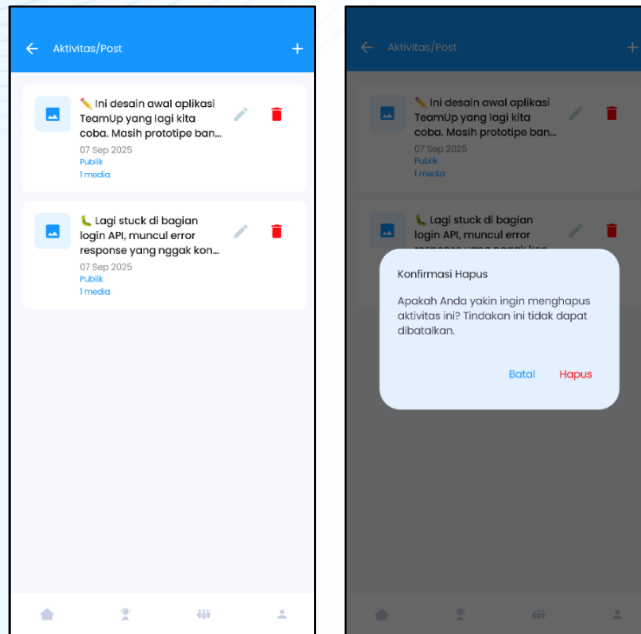 Aktivitas/Post
✏️ Ini desain awal aplikasi
TeamUp yang lagi kita
coba. Masih prototipe ban...
07 Sep 2025
Publik
1 media
🐛 Lagi stuck di bagian
login API, muncul error
response yang nggak kon...
07 Sep 2025
Publik
1 media
Aktivitas/Post
✏️ Ini desain awal aplikasi
TeamUp yang lagi kita
coba. Masih prototipe ban...
07 Sep 2025
Publik
1 media
🐛 Lagi stuck di bagian
login API, muncul error
response yang nggak kon...
Konfirmasi Hapus
Apakah Anda yakin ingin menghapus
aktivitas ini? Tindakan ini tidak dapat
dibatalkan.
Batal Hapus